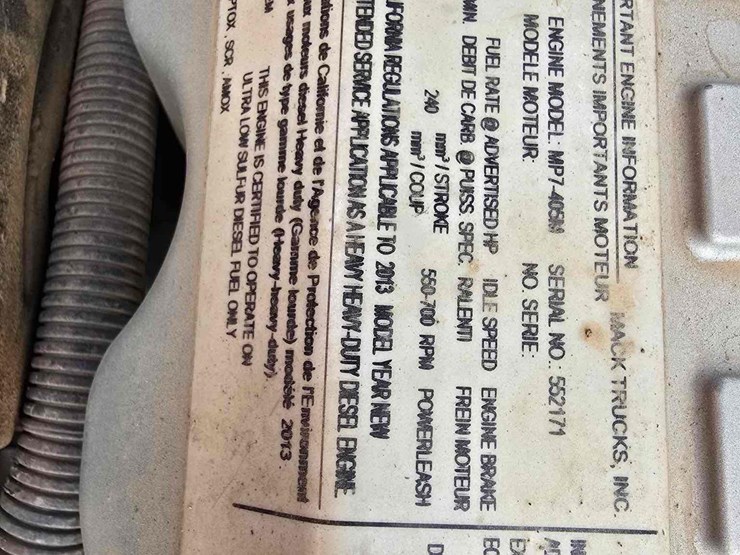 RTANT ENGINE INFORMATION MACK TRUCKS, INC.
NEMENTS IMPORTANTS MOTEUR
ENGINE MODEL: MP7-405M SERIAL NO.: 552171
MODELE MOTEUR: NO. SERIE:
FUEL RATE @ ADVERTISED HP IDLE SPEED ENGINE BRAKE
MIN. DEBIT DE CARB @ PUISS. SPEC. RALENTI FREIN MOTEUR
240 mm³ / STROKE 550-700 RPM POWERLEASH
mm³ / COUP
IFORNIA REGULATIONS APPLICABLE TO 2013 MODEL YEAR NEW
TENDED SERVICE APPLICATION AS A HEAVY HEAVY-DUTY DIESEL ENGINE
ations de Californie et de l'Agence de Protection de l'Environnement
ur moteurs diesel Heavy duty (Gamme lourde) modèle 2013.
usages de type gamme lourde (Heavy-heavy-duty).
THIS ENGINE IS CERTIFIED TO OPERATE ON
ULTRA LOW SULFUR DIESEL FUEL ONLY
PTOX, SCR, AMOX